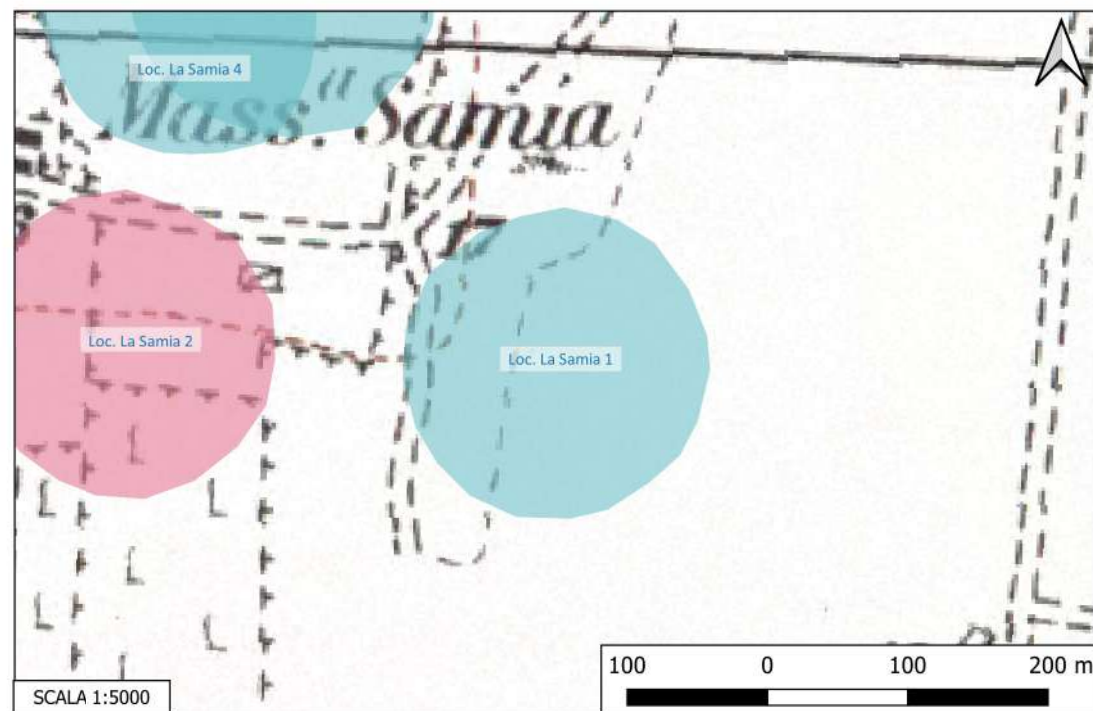 Loc. La Samia 4
Mass.ª Samia
Loc. La Samia 2
Loc. La Samia 1
SCALA 1:5000
100 0 100 200 m